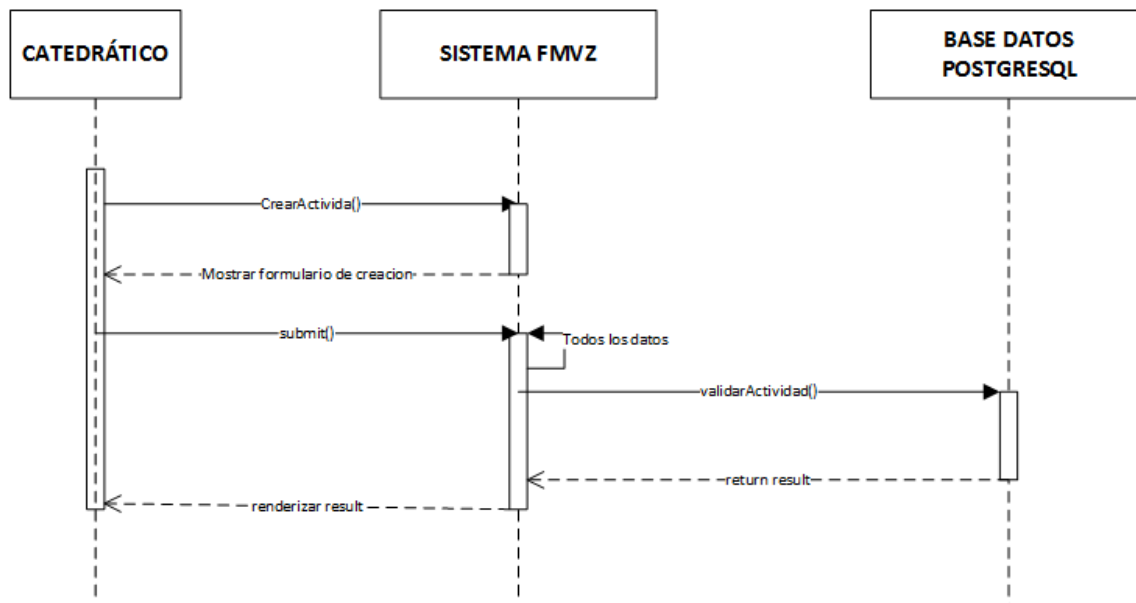 CATEDRÁTICO
SISTEMA FMVZ
BASE DATOS
POSTGRESQL
CrearActivida()
Mostrar formulario de creacion
submit()
Todos los datos
validarActividad()
return result
renderizar result